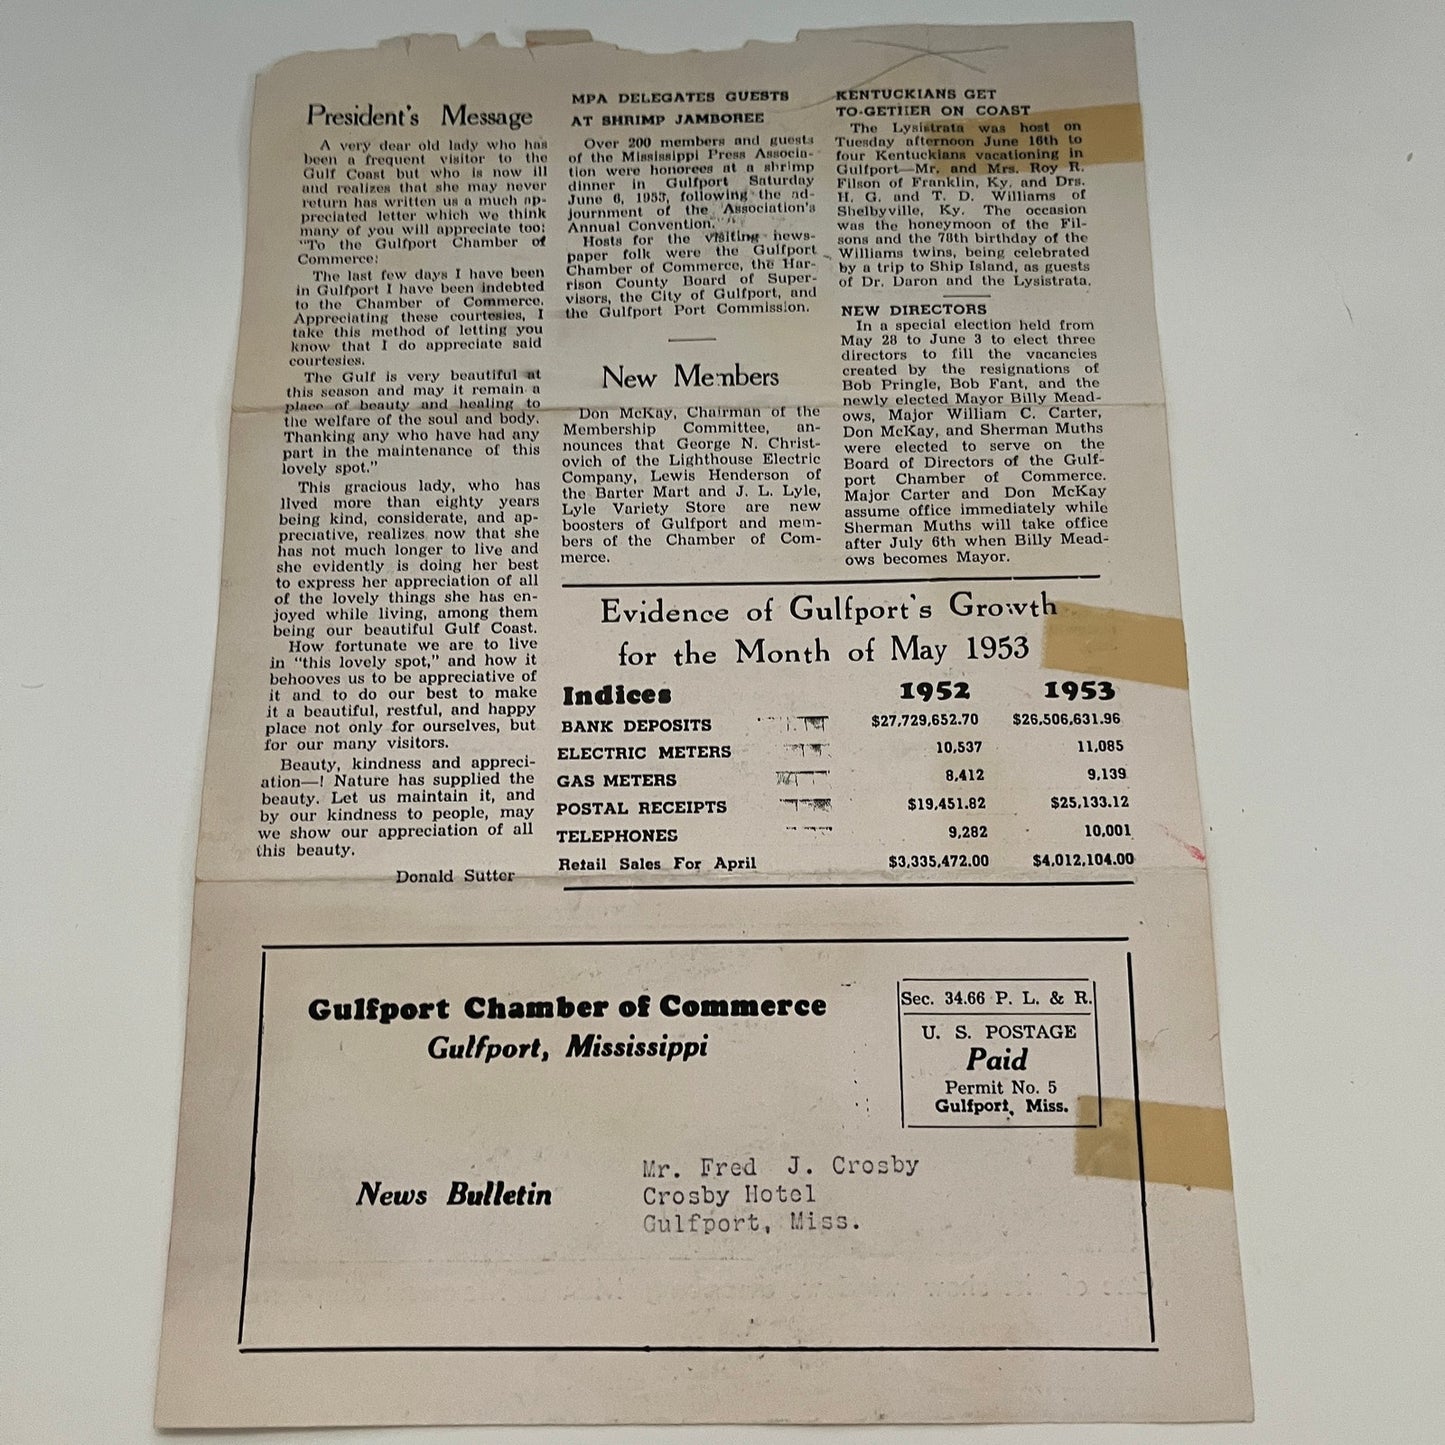 President's Message
A very dear old lady who has
been a frequent visitor to the
Gulf Coast but who is now ill
and realizes that she may never
return has written us a much ap-
preciated letter which we think
many of you will appreciate too:
"To the Gulfport Chamber of
Commerce:
The last few days I have been
in Gulfport I have been indebted
to the Chamber of Commerce.
Appreciating these courtesies, I
take this method of letting you
know that I do appreciate said
courtesies.
The Gulf is very beautiful at
this season and may it remain a
place of beauty and healing to
the welfare of the soul and body.
Thanking any who have had any
part in the maintenance of this
lovely spot."
This gracious lady, who has
lived more than eighty years
being kind, considerate, and ap-
preciative, realizes now that she
has not much longer to live and
she evidently is doing her best
to express her appreciation of all
of the lovely things she has en-
joyed while living, among them
being our beautiful Gulf Coast.
How fortunate we are to live
in "this lovely spot," and how it
behooves us to be appreciative of
it and to do our best to make
it a beautiful, restful, and happy
place not only for ourselves, but
for our many visitors.
Beauty, kindness and appreci-
ation—! Nature has supplied the
beauty. Let us maintain it, and
by our kindness to people, may
we show our appreciation of all
this beauty.
Donald Sutter
MPA DELEGATES GUESTS
AT SHRIMP JAMBOREE
Over 200 members and guests
of the Mississippi Press Associa-
tion were honorees at a shrimp
dinner in Gulfport Saturday
June 6, 1953, following the ad-
journment of the Association's
Annual Convention.
Hosts for the visiting news-
paper folk were the Gulfport
Chamber of Commerce, the Har-
rison County Board of Super-
visors, the City of Gulfport, and
the Gulfport Port Commission.
New Members
Don McKay, Chairman of the
Membership Committee, an-
nounces that George N. Christ-
ovich of the Lighthouse Electric
Company, Lewis Henderson of
the Barter Mart and J. L. Lyle,
Lyle Variety Store are new
boosters of Gulfport and mem-
bers of the Chamber of Com-
merce.
KENTUCKIANS GET
TO-GETHER ON COAST
The Lysistrata was host on
Tuesday afternoon June 16th to
four Kentuckians vacationing in
Gulfport—Mr. and Mrs. Roy R.
Filson of Franklin, Ky. and Drs.
H. G. and T. D. Williams of
Shelbyville, Ky. The occasion
was the honeymoon of the Fil-
sons and the 78th birthday of the
Williams twins, being celebrated
by a trip to Ship Island, as guests
of Dr. Daron and the Lysistrata.
NEW DIRECTORS
In a special election held from
May 28 to June 3 to elect three
directors to fill the vacancies
created by the resignations of
Bob Pringle, Bob Fant, and the
newly elected Mayor Billy Mead-
ows, Major William C. Carter,
Don McKay, and Sherman Muths
were elected to serve on the
Board of Directors of the Gulf-
port Chamber of Commerce.
Major Carter and Don McKay
assume office immediately while
Sherman Muths will take office
after July 6th when Billy Mead-
ows becomes Mayor.
Evidence of Gulfport's Growth
for the Month of May 1953
Indices 1952 1953
BANK DEPOSITS $27,729,652.70 $26,506,631.96
ELECTRIC METERS 10,537 11,085
GAS METERS 8,412 9,139
POSTAL RECEIPTS $19,451.82 $25,133.12
TELEPHONES 9,282 10,001
Retail Sales For April $3,335,472.00 $4,012,104.00
Gulfport Chamber of Commerce
Gulfport, Mississippi
Sec. 34.66 P. L. & R.
U. S. POSTAGE
Paid
Permit No. 5
Gulfport, Miss.
News Bulletin
Mr. Fred J. Crosby
Crosby Hotel
Gulfport, Miss.